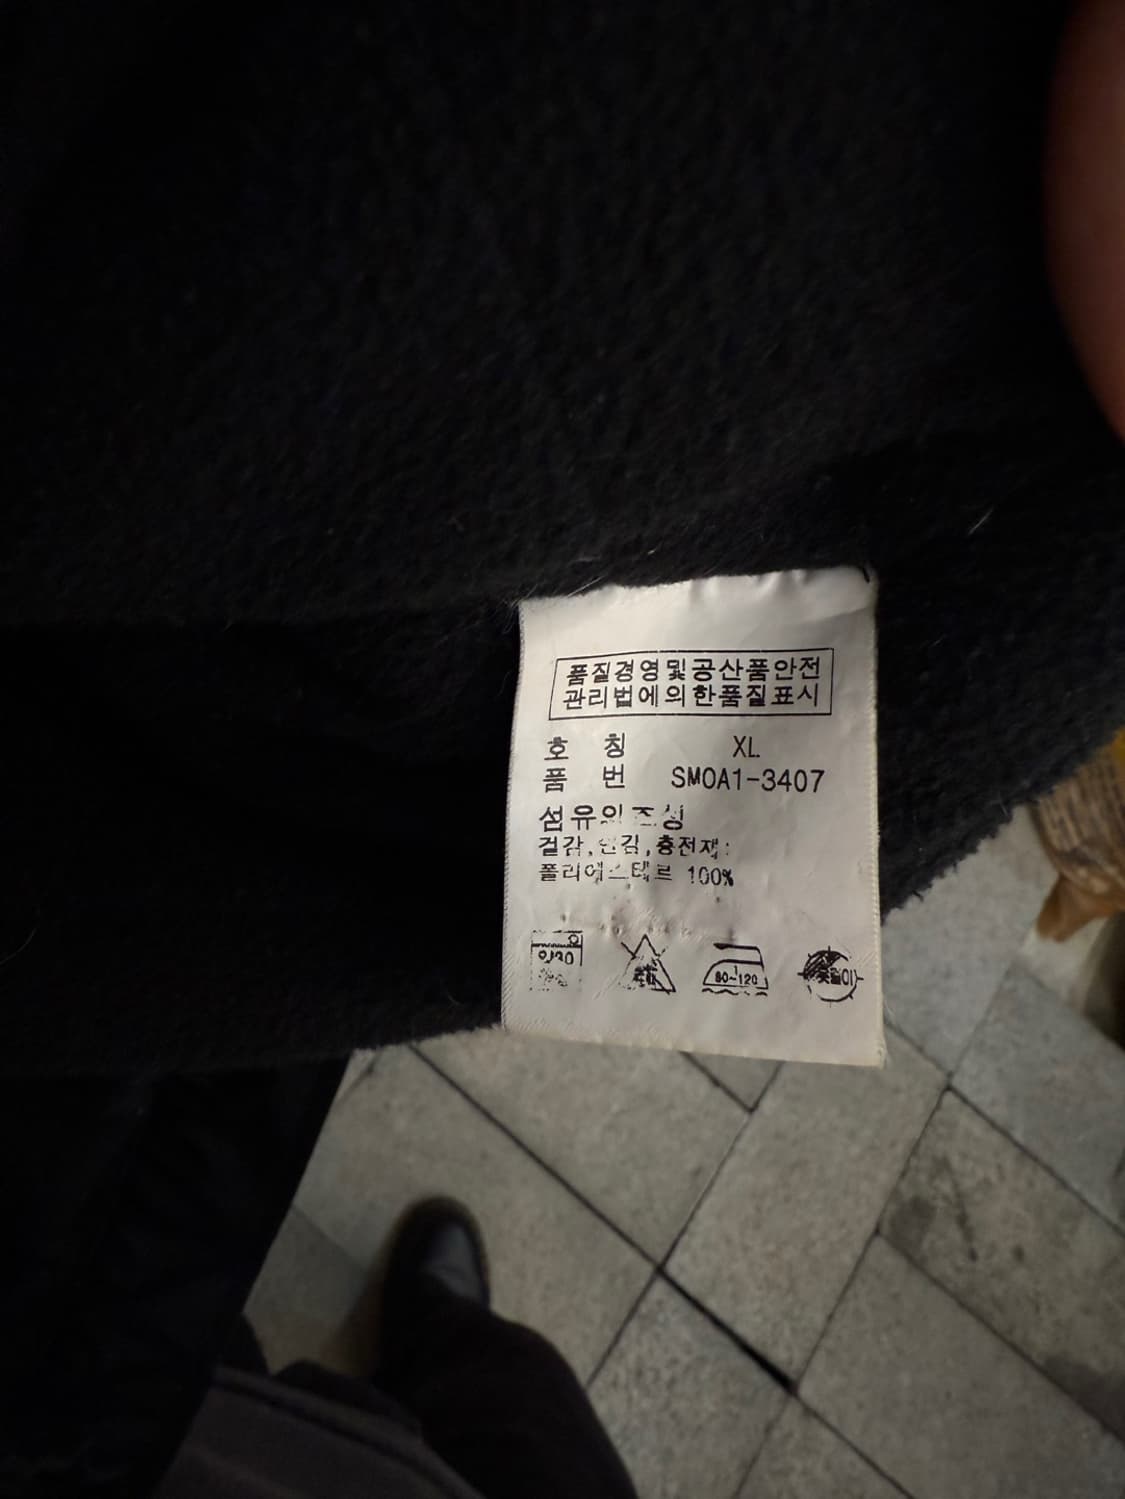 품질경영및공산품안전
관리법에의한품질표시
호 칭 XL
품 번 SMOA1-3407
섬유의조성
겉감,안감,충전재:
폴리에스테르 100%
80~120